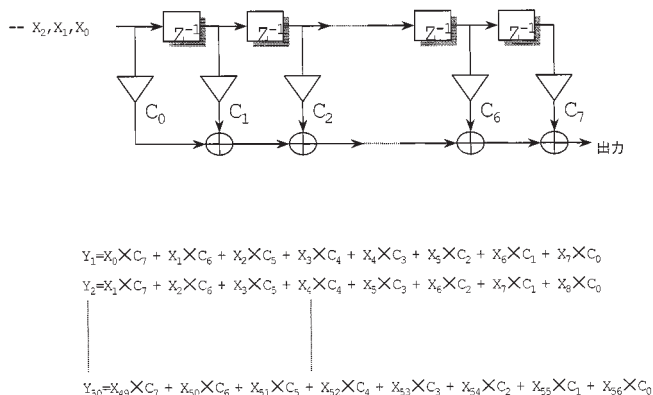 -- X₂,X₁,X₀
Z⁻¹ Z⁻¹ Z⁻¹ Z⁻¹
C₀ C₁ C₂ C₆ C₇
出力
Y₁=X₀×C₇ + X₁×C₆ + X₂×C₅ + X₃×C₄ + X₄×C₃ + X₅×C₂ + X₆×C₁ + X₇×C₀
Y₂=X₁×C₇ + X₂×C₆ + X₃×C₅ + X₄×C₄ + X₅×C₃ + X₆×C₂ + X₇×C₁ + X₈×C₀
Y₅₀=X₄₉×C₇ + X₅₀×C₆ + X₅₁×C₅ + X₅₂×C₄ + X₅₃×C₃ + X₅₄×C₂ + X₅₅×C₁ + X₅₆×C₀